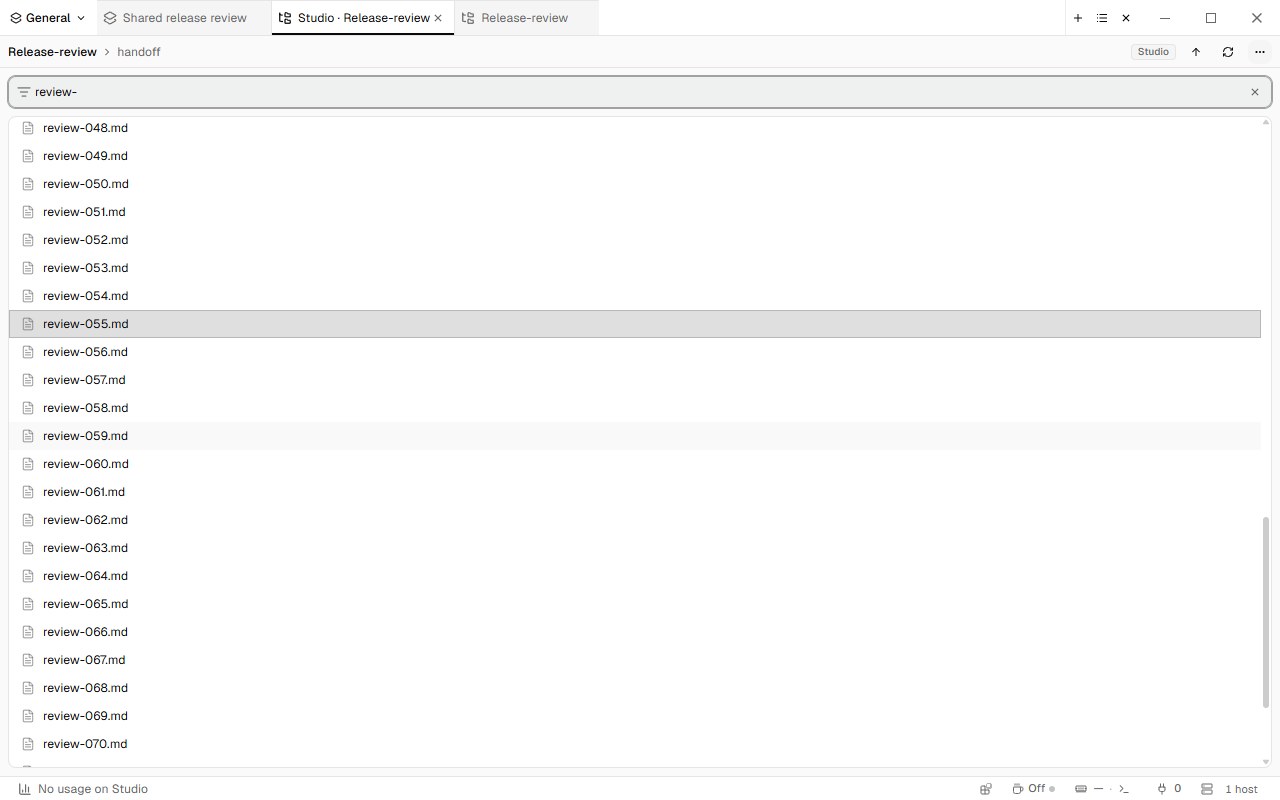 General
Shared release review
Studio · Release-review
Release-review
Release-review > handoff
Studio
review-
review-048.md
review-049.md
review-050.md
review-051.md
review-052.md
review-053.md
review-054.md
review-055.md
review-056.md
review-057.md
review-058.md
review-059.md
review-060.md
review-061.md
review-062.md
review-063.md
review-064.md
review-065.md
review-066.md
review-067.md
review-068.md
review-069.md
review-070.md
No usage on Studio
Off
— ·
0
1 host